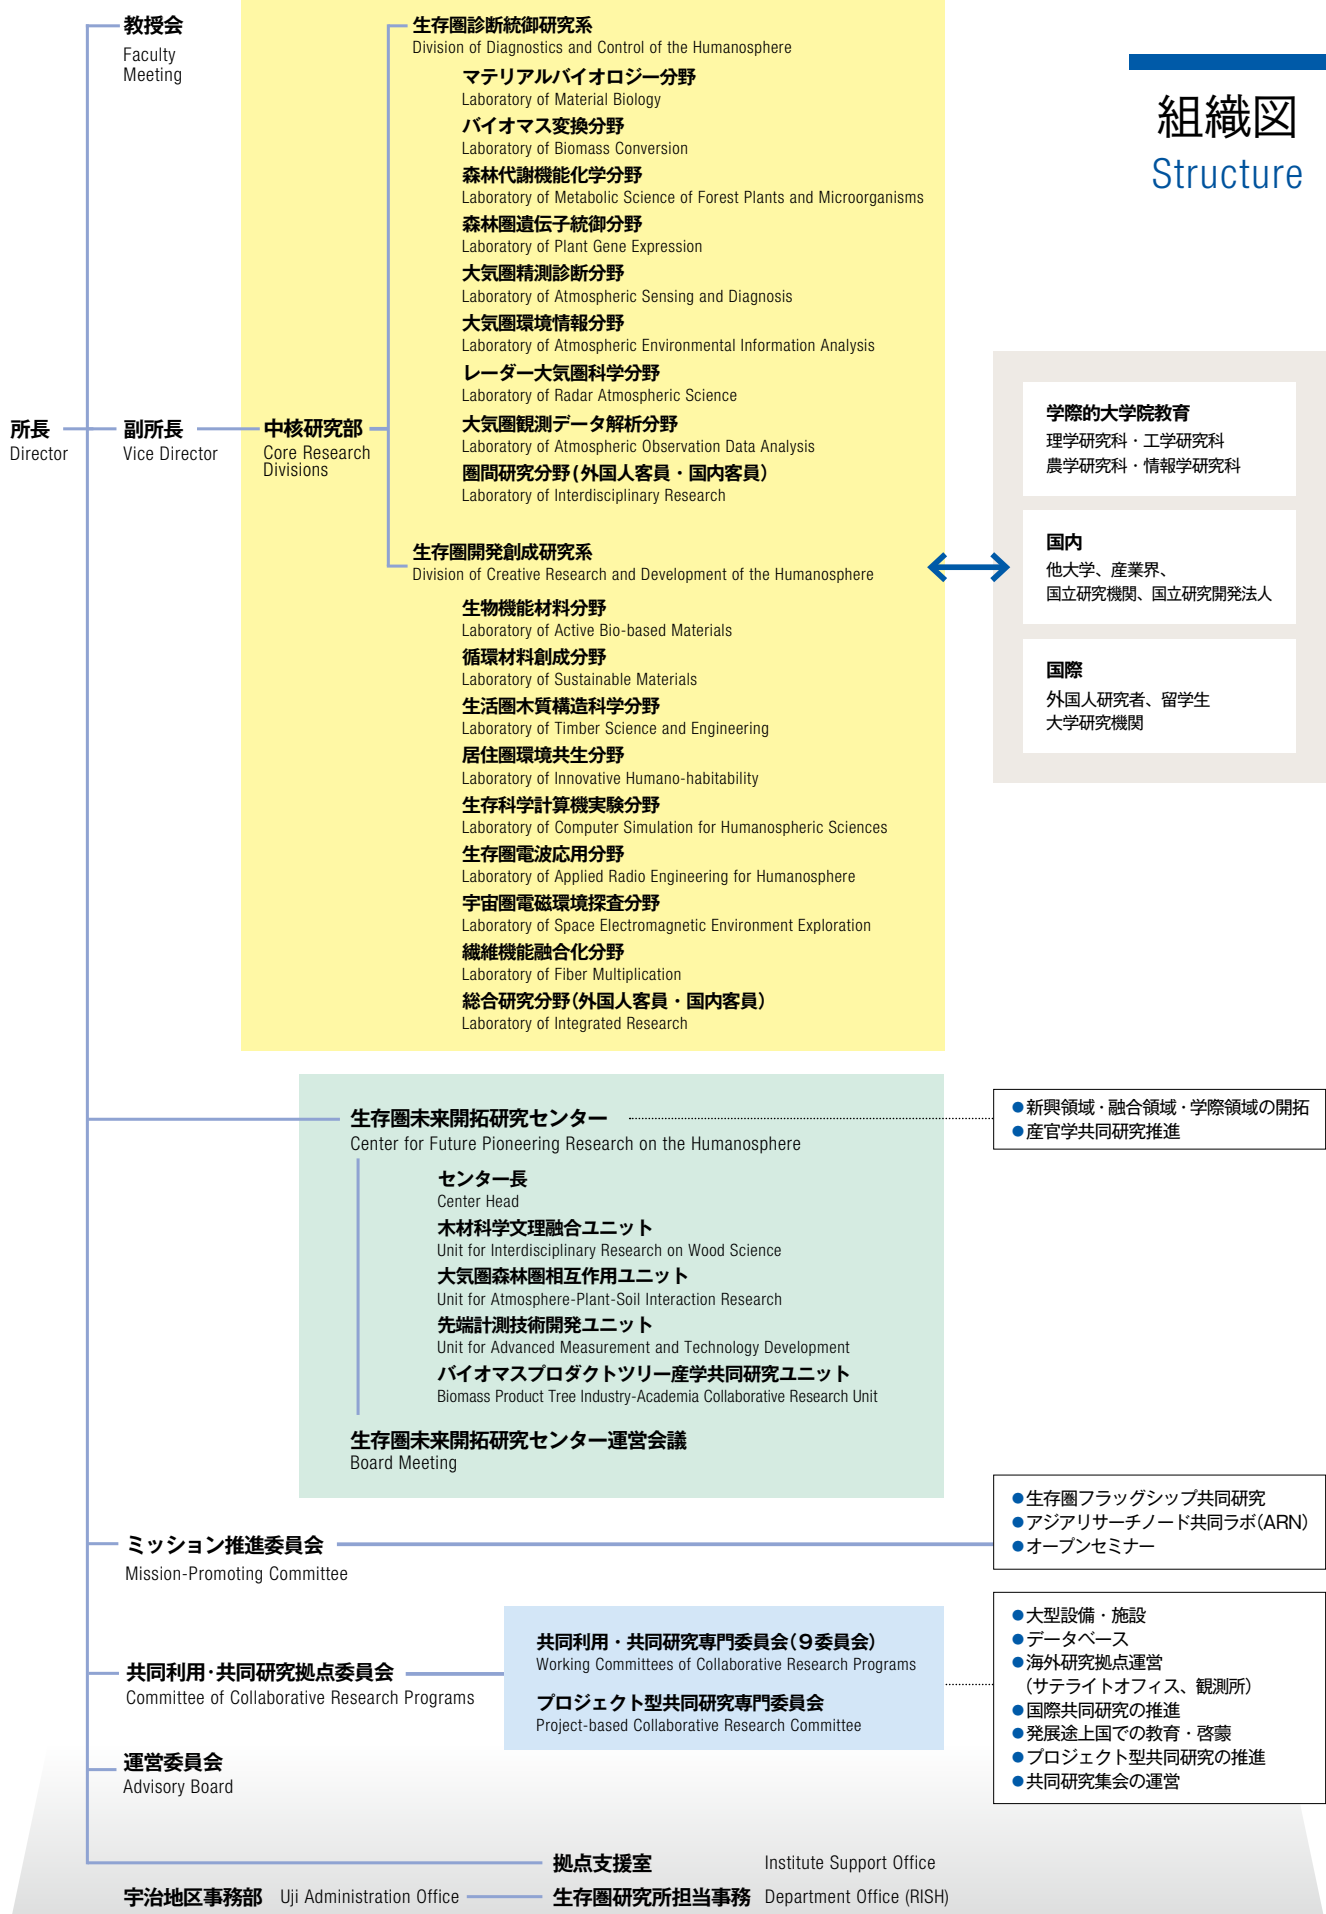 組織図
Structure
教授会
Faculty
Meeting
所長
Director
副所長
Vice Director
中核研究部
Core Research
Divisions
生存圏診断統御研究系
Division of Diagnostics and Control of the Humanosphere
マテリアルバイオロジー分野
Laboratory of Material Biology
バイオマス変換分野
Laboratory of Biomass Conversion
森林代謝機能化学分野
Laboratory of Metabolic Science of Forest Plants and Microorganisms
森林圏遺伝子統御分野
Laboratory of Plant Gene Expression
大気圏精測診断分野
Laboratory of Atmospheric Sensing and Diagnosis
大気圏環境情報分野
Laboratory of Atmospheric Environmental Information Analysis
レーダー大気圏科学分野
Laboratory of Radar Atmospheric Science
大気圏観測データ解析分野
Laboratory of Atmospheric Observation Data Analysis
圏間研究分野(外国人客員・国内客員)
Laboratory of Interdisciplinary Research
生存圏開発創成研究系
Division of Creative Research and Development of the Humanosphere
生物機能材料分野
Laboratory of Active Bio-based Materials
循環材料創成分野
Laboratory of Sustainable Materials
生活圏木質構造科学分野
Laboratory of Timber Science and Engineering
居住圏環境共生分野
Laboratory of Innovative Humano-habitability
生存科学計算機実験分野
Laboratory of Computer Simulation for Humanospheric Sciences
生存圏電波応用分野
Laboratory of Applied Radio Engineering for Humanosphere
宇宙圏電磁環境探査分野
Laboratory of Space Electromagnetic Environment Exploration
繊維機能融合化分野
Laboratory of Fiber Multiplication
総合研究分野(外国人客員・国内客員)
Laboratory of Integrated Research
学際的大学院教育
理学研究科・工学研究科
農学研究科・情報学研究科
国内
他大学、産業界、
国立研究機関、国立研究開発法人
国際
外国人研究者、留学生
大学研究機関
生存圏未来開拓研究センター
Center for Future Pioneering Research on the Humanosphere
センター長
Center Head
木材科学文理融合ユニット
Unit for Interdisciplinary Research on Wood Science
大気圏森林圏相互作用ユニット
Unit for Atmosphere-Plant-Soil Interaction Research
先端計測技術開発ユニット
Unit for Advanced Measurement and Technology Development
バイオマスプロダクトツリー産学共同研究ユニット
Biomass Product Tree Industry-Academia Collaborative Research Unit
生存圏未来開拓研究センター運営会議
Board Meeting
●新興領域・融合領域・学際領域の開拓
●産官学共同研究推進
ミッション推進委員会
Mission-Promoting Committee
●生存圏フラッグシップ共同研究
●アジアリサーチノード共同ラボ(ARN)
●オープンセミナー
共同利用・共同研究拠点委員会
Committee of Collaborative Research Programs
共同利用・共同研究専門委員会(9委員会)
Working Committees of Collaborative Research Programs
プロジェクト型共同研究専門委員会
Project-based Collaborative Research Committee
●大型設備・施設
●データベース
●海外研究拠点運営
(サテライトオフィス、観測所)
●国際共同研究の推進
●発展途上国での教育・啓蒙
●プロジェクト型共同研究の推進
●共同研究集会の運営
運営委員会
Advisory Board
拠点支援室 Institute Support Office
宇治地区事務部 Uji Administration Office 生存圏研究所担当事務 Department Office (RISH)